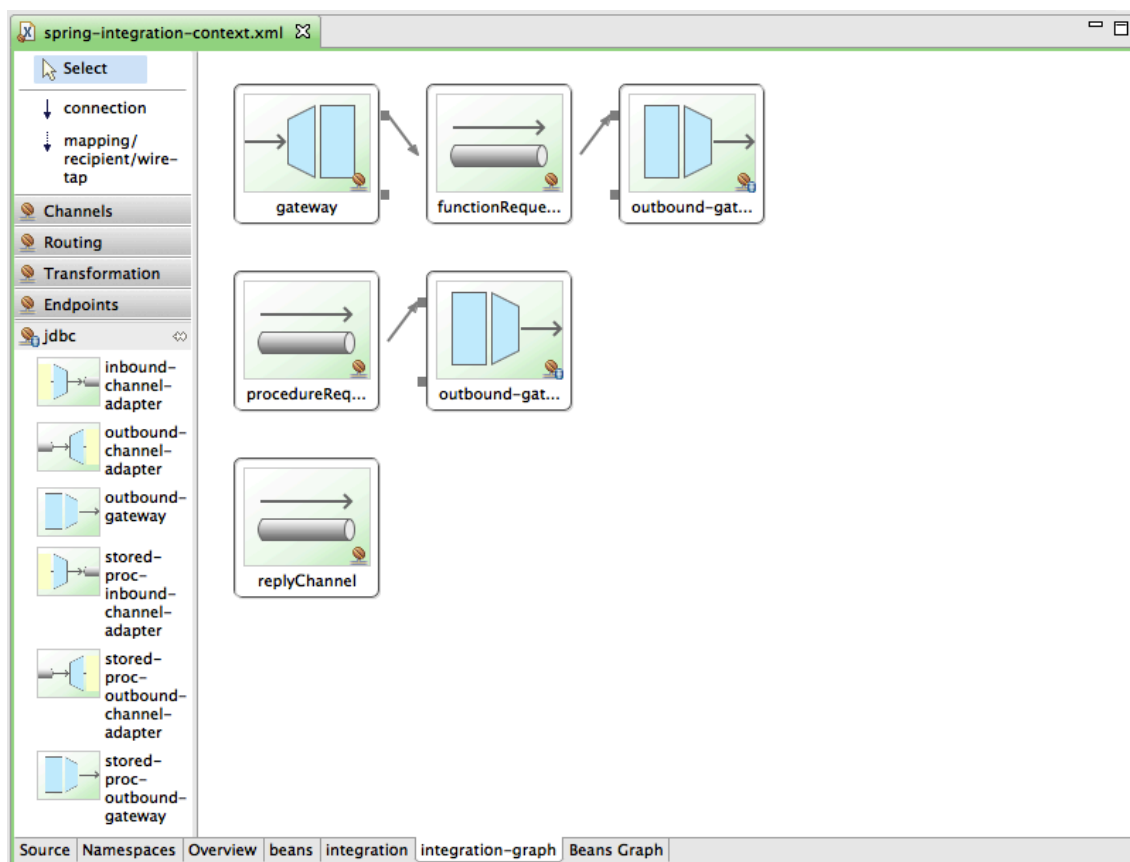 spring-integration-context.xml
Select
connection
mapping/
recipient/wire-
tap
Channels
Routing
Transformation
Endpoints
jdbc
inbound-
channel-
adapter
outbound-
channel-
adapter
outbound-
gateway
stored-
proc-
inbound-
channel-
adapter
stored-
proc-
outbound-
channel-
adapter
stored-
proc-
outbound-
gateway
gateway
functionReque...
outbound-gat...
procedureReq...
outbound-gat...
replyChannel
Source
Namespaces
Overview
beans
integration
integration-graph
Beans Graph